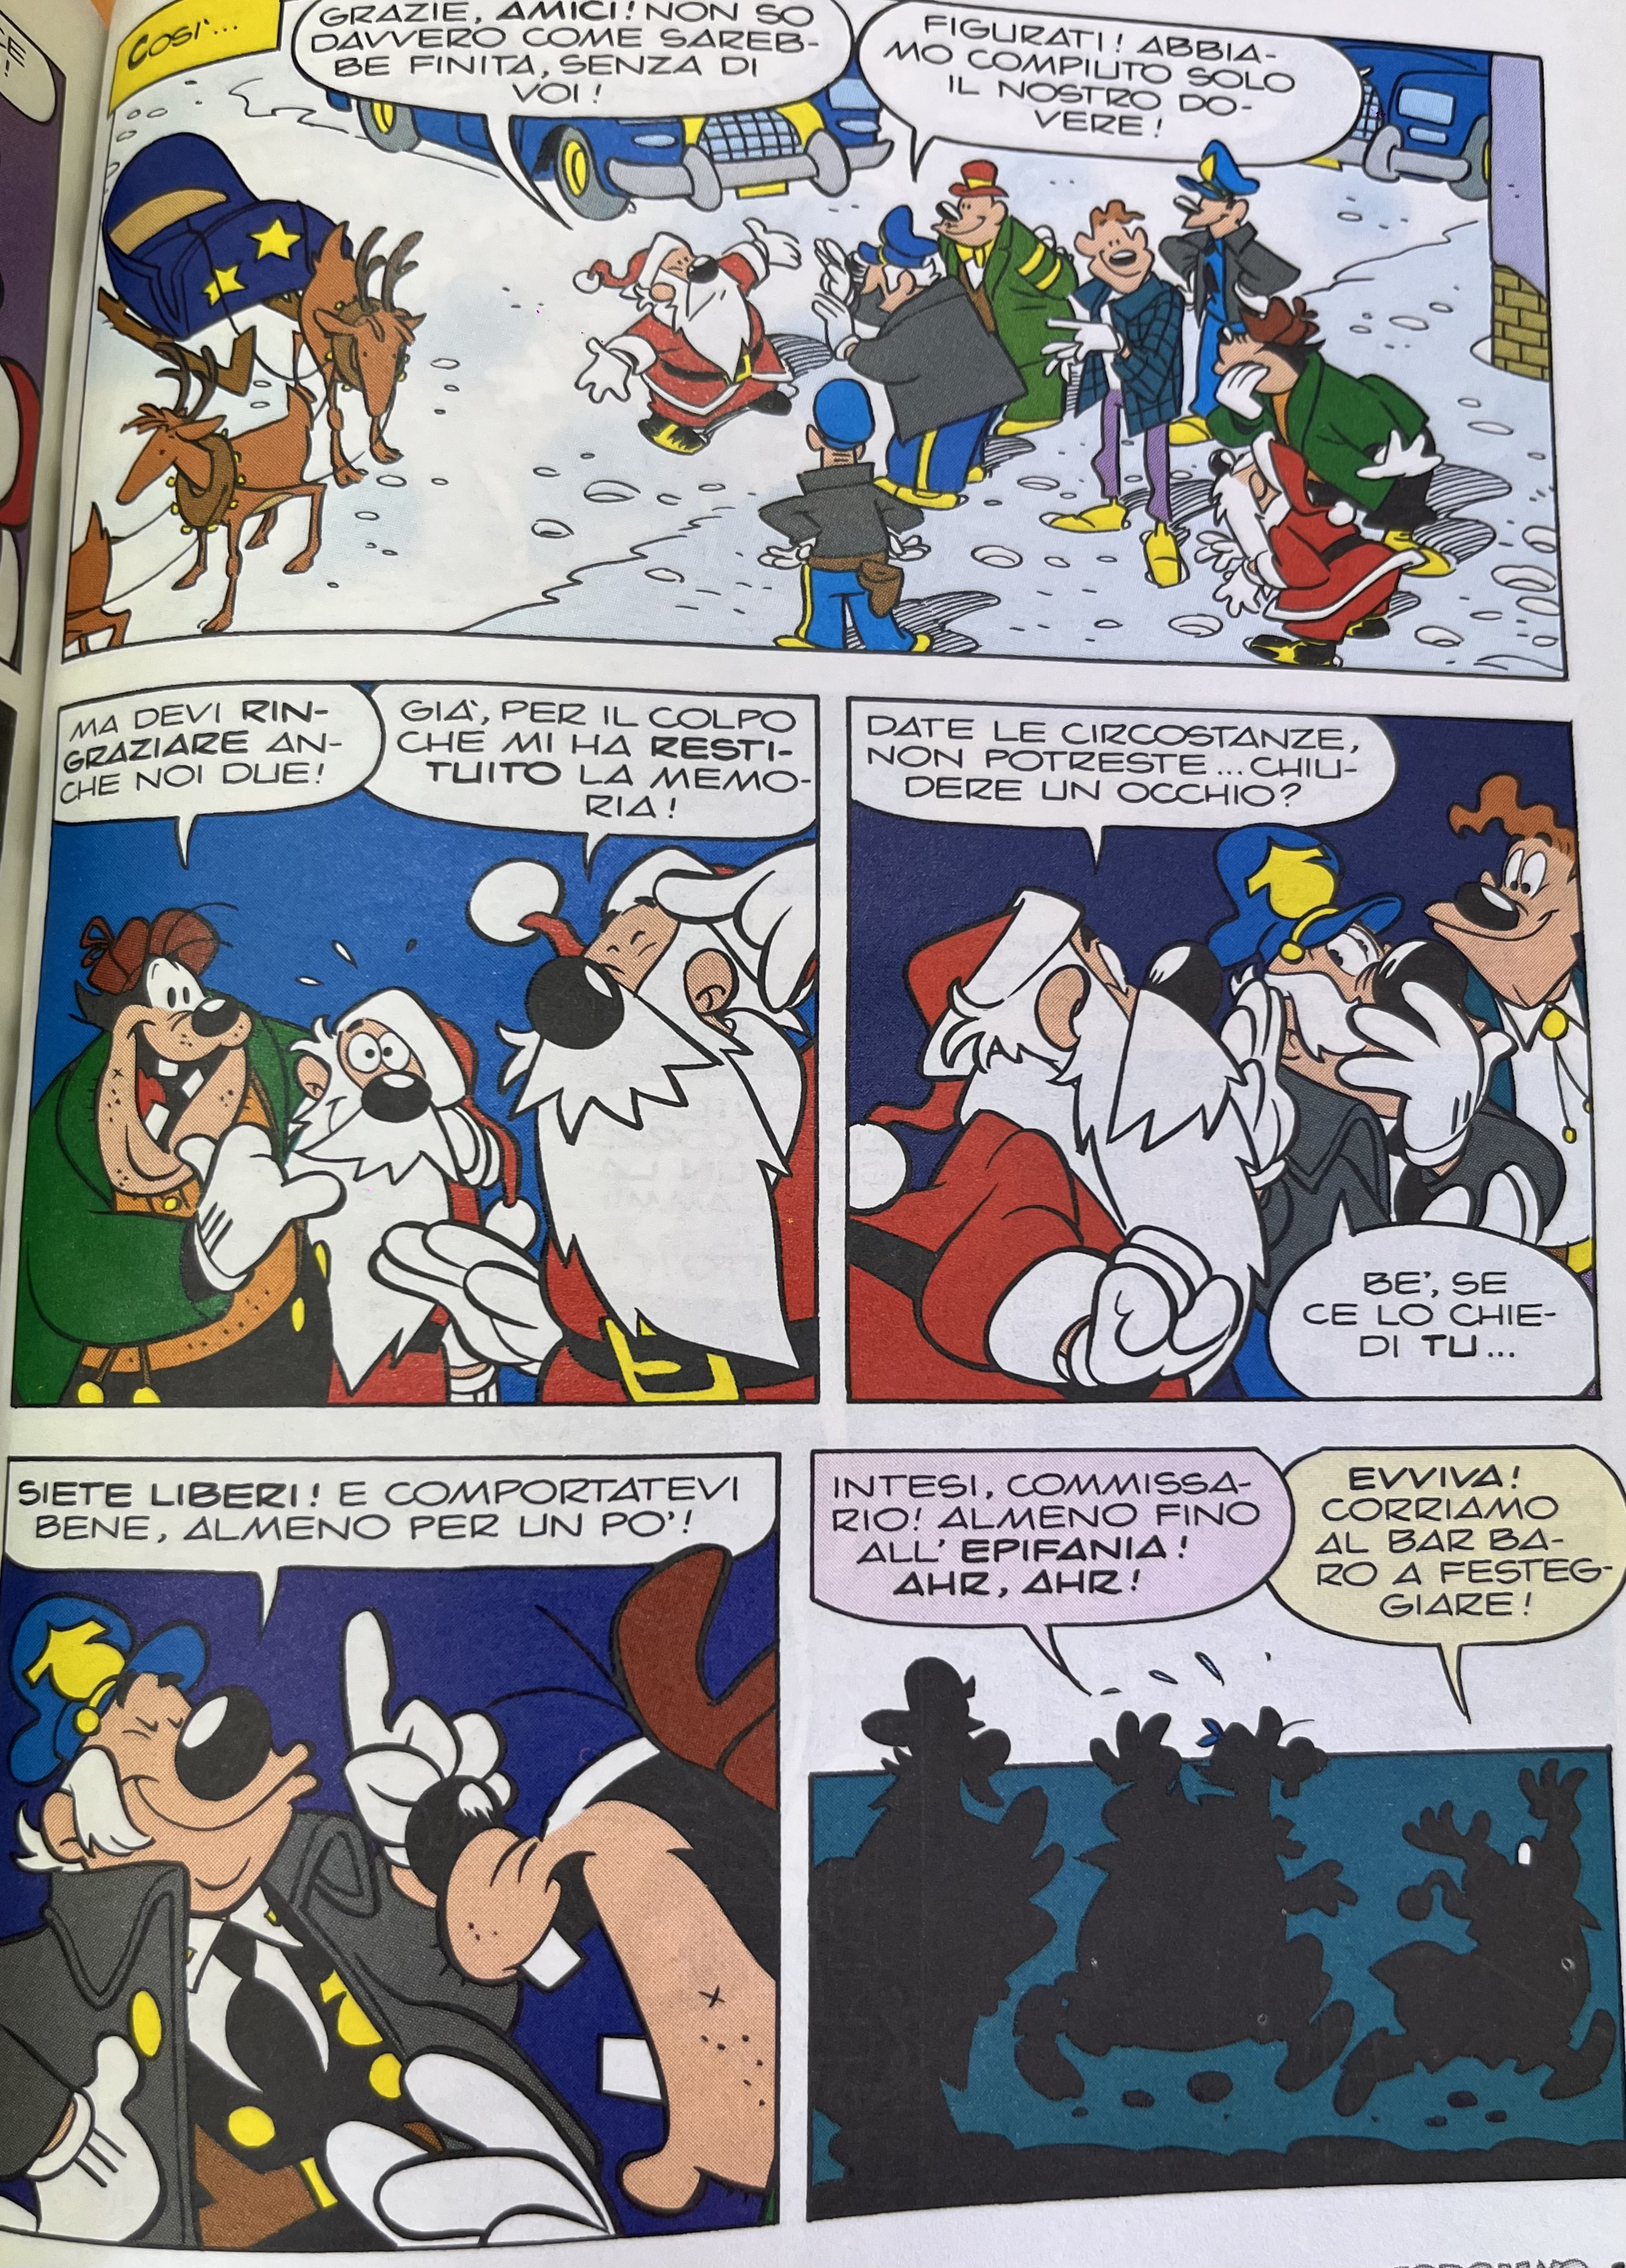 COSÌ...
GRAZIE, AMICI! NON SO
DAVVERO COME SAREB-
BE FINITA, SENZA DI
VOI!
FIGURATI! ABBIA-
MO COMPIUTO SOLO
IL NOSTRO DO-
VERE!
MA DEVI RIN-
GRAZIARE AN-
CHE NOI DUE!
GIÀ, PER IL COLPO
CHE MI HA RESTI-
TUITO LA MEMO-
RIA!
DATE LE CIRCOSTANZE,
NON POTRESTE... CHIU-
DERE UN OCCHIO?
BE', SE
CE LO CHIE-
DI TU...
SIETE LIBERI! E COMPORTATEVI
BENE, ALMENO PER UN PO'!
INTESI, COMMISSA-
RIO! ALMENO FINO
ALL' EPIFANIA!
AHR, AHR!
EVVIVA!
CORRIAMO
AL BAR BA-
RO A FESTEG-
GIARE!